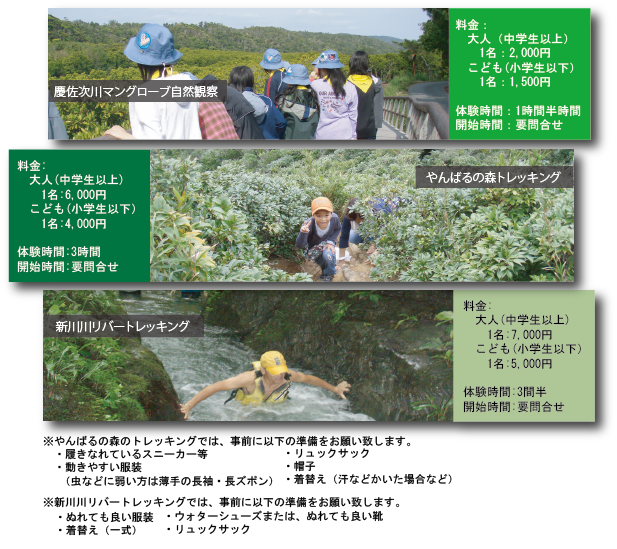 慶佐次川マングローブ自然観察
料金：
大人（中学生以上）
1名：2,000円
こども(小学生以下)
1名：1,500円
体験時間：1時間半時間
開始時間：要問合せ
料金:
大人(中学生以上)
1名:6,000円
こども(小学生以下)
1名:4,000円
体験時間:3時間
開始時間:要問合せ
やんばるの森トレッキング
新川川リバートレッキング
料金:
大人(中学生以上)
1名:7,000円
こども(小学生以下)
1名:5,000円
体験時間:3間半
開始時間:要問合せ
※やんばるの森のトレッキングでは、事前に以下の準備をお願い致します。
・履きなれているスニーカー等 ・リュックサック
・動きやすい服装 ・帽子
（虫などに弱い方は薄手の長袖・長ズボン） ・着替え（汗などかいた場合など）
※新川川リバートレッキングでは、事前に以下の準備をお願い致します。
・ぬれても良い服装 ・ウォターシューズまたは、ぬれても良い靴
・着替え（一式） ・リュックサック